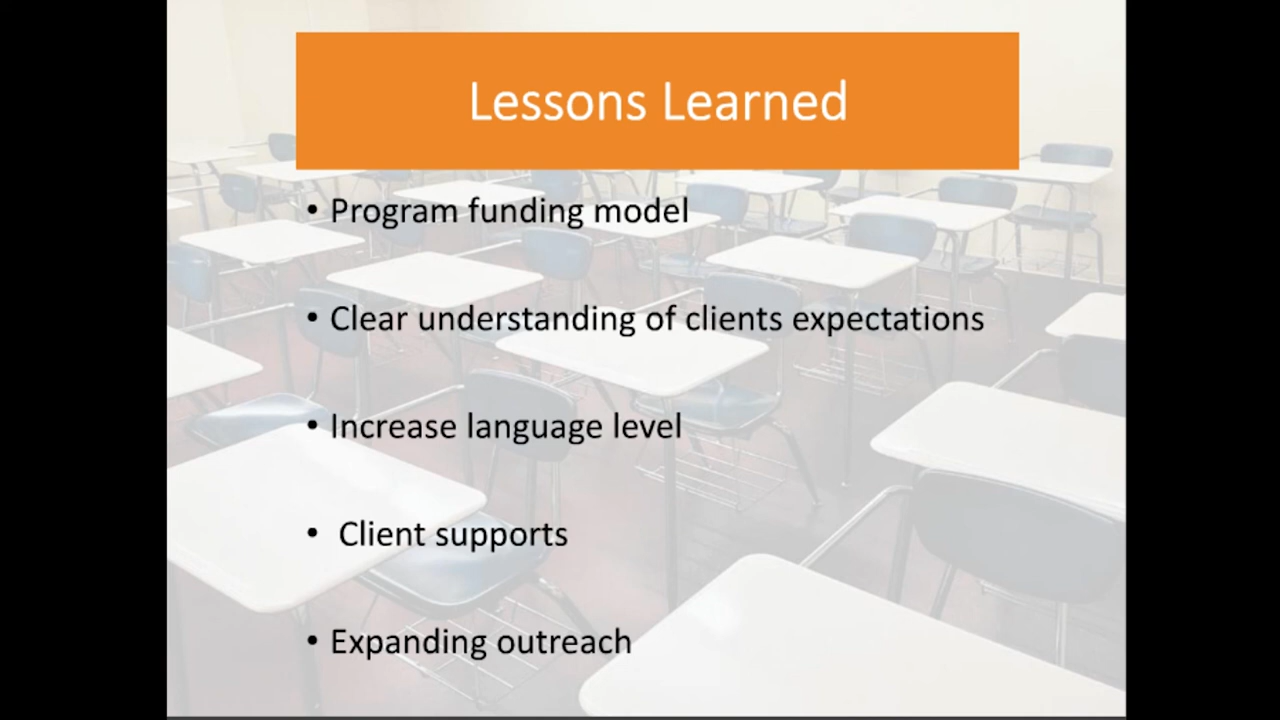 Lessons Learned
• Program funding model
• Clear understanding of clients expectations
• Increase language level
• Client supports
• Expanding outreach